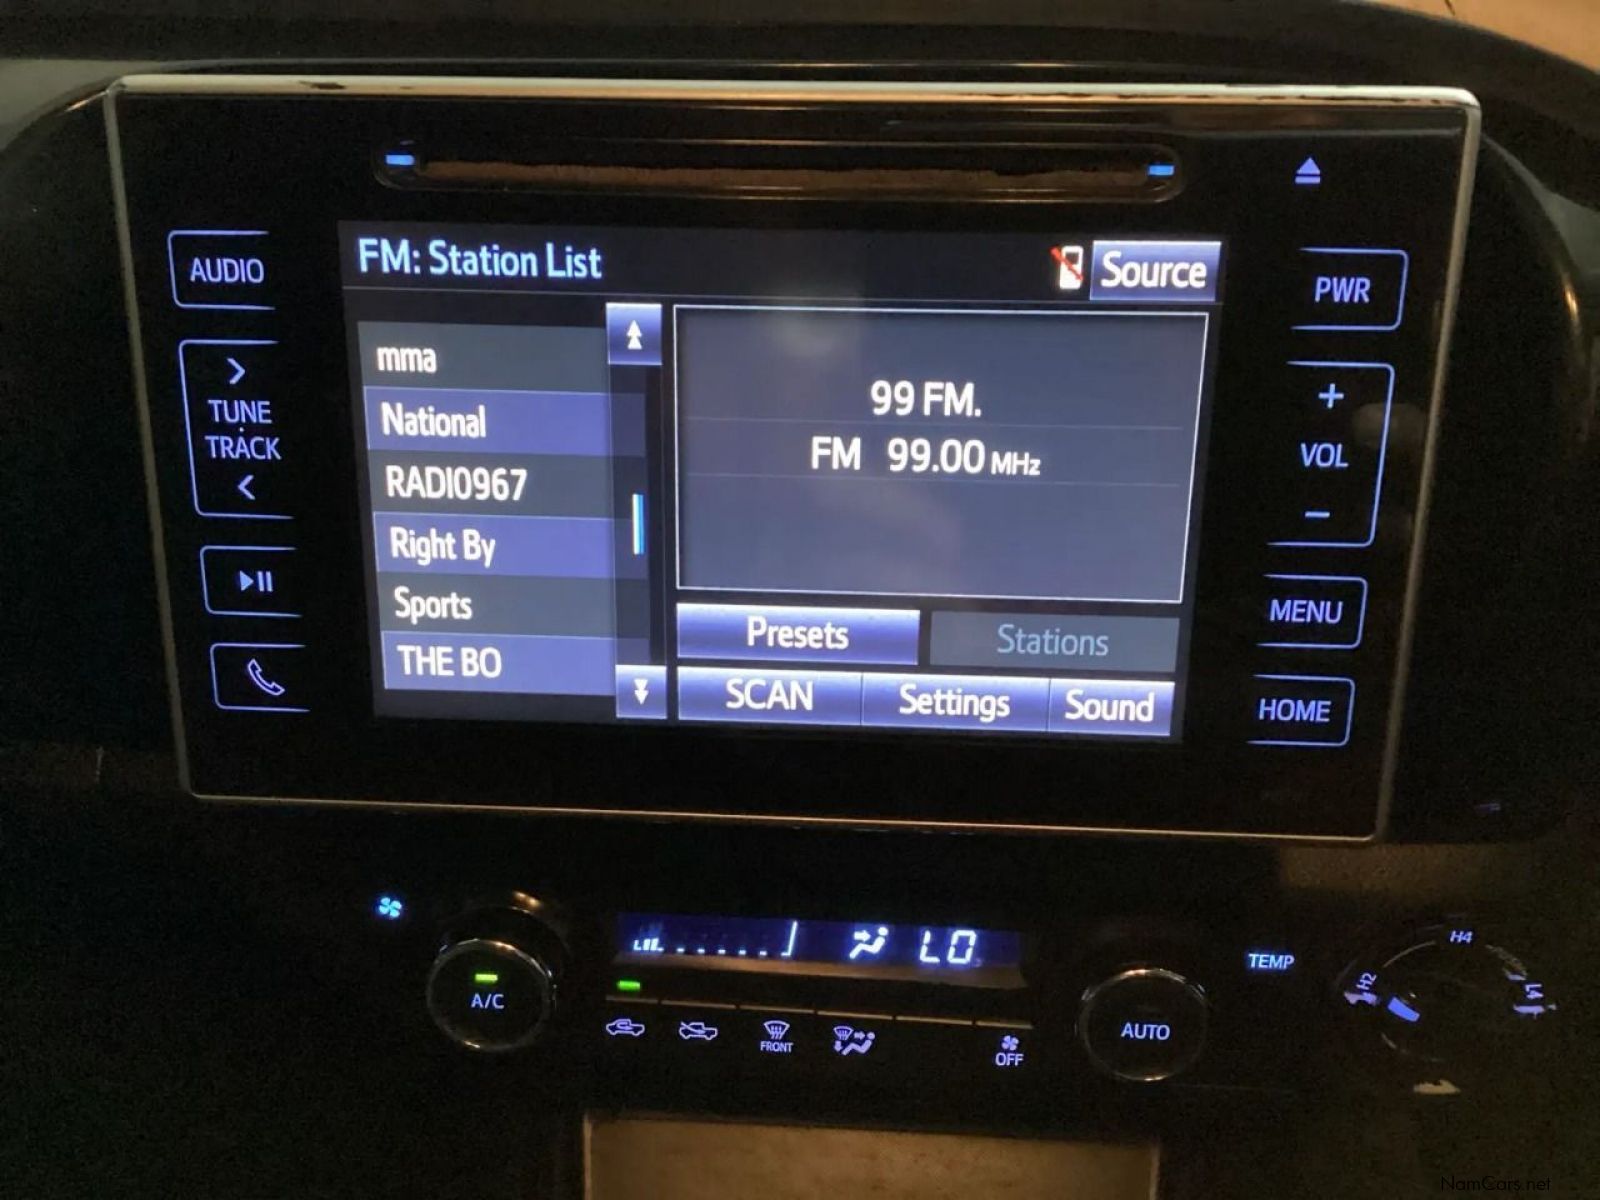 FM: Station List
Source
AUDIO
PWR
mma
National
RADIO967
Right By
Sports
THE BO
99 FM.
FM 99.00 MHz
TUNE
TRACK
+
VOL
-
Presets
Stations
SCAN
Settings
Sound
MENU
HOME
LO
A/C
FRONT
OFF
AUTO
TEMP
H2
H4
L4
NamCars.net